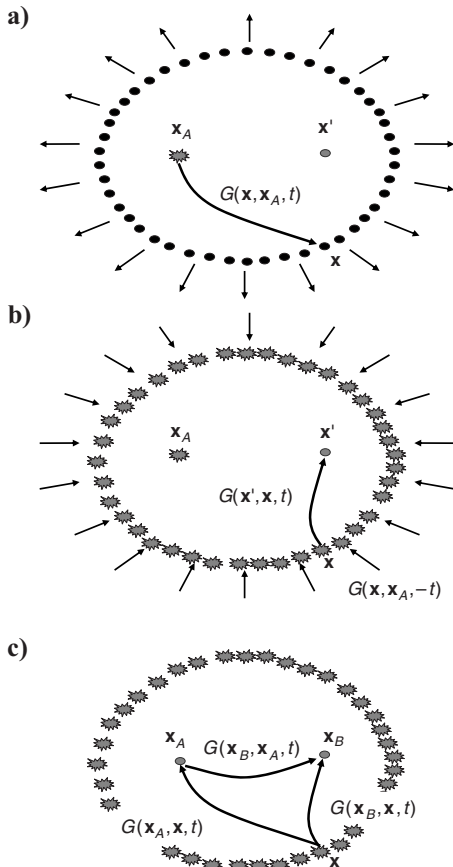 a)
x_A
x'
G(x, x_A, t)
x
b)
x_A
x'
G(x', x, t)
x
G(x, x_A, −t)
c)
x_A
x_B
G(x_B, x_A, t)
G(x_A, x, t)
G(x_B, x, t)
x